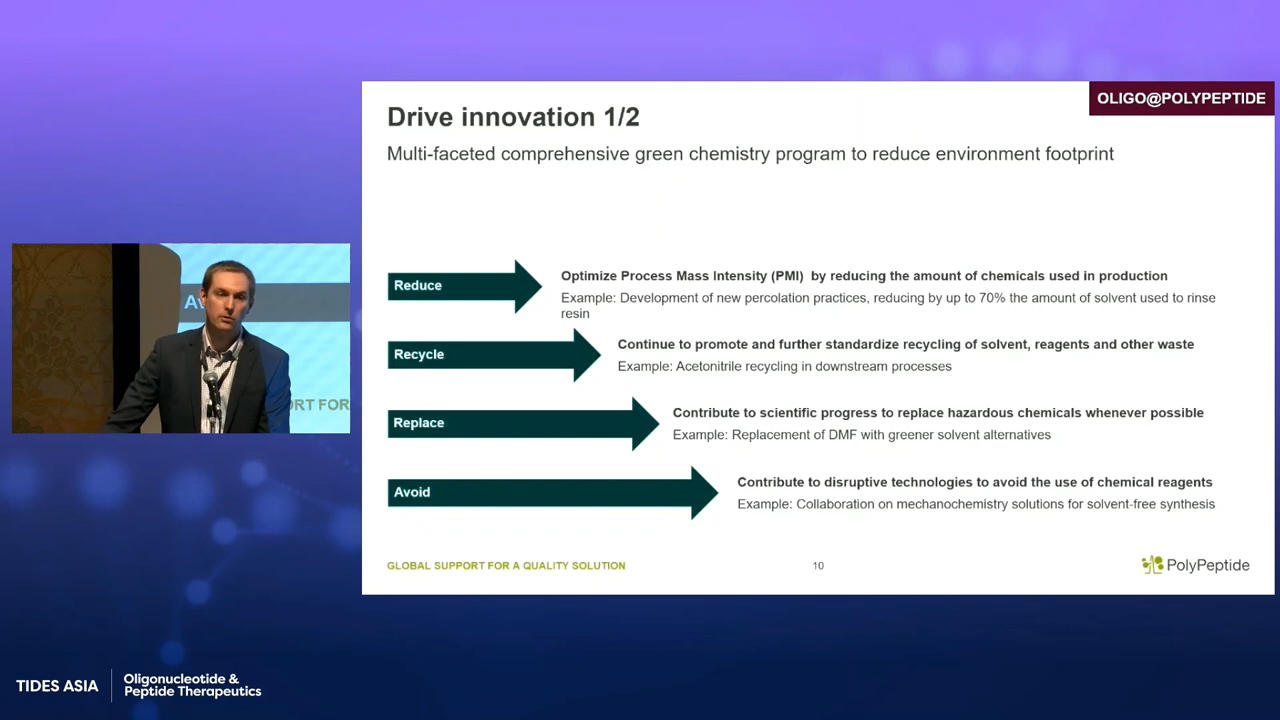 OLIGO@POLYPEPTIDE
Drive innovation 1/2
Multi-faceted comprehensive green chemistry program to reduce environment footprint
Reduce
Optimize Process Mass Intensity (PMI) by reducing the amount of chemicals used in production
Example: Development of new percolation practices, reducing by up to 70% the amount of solvent used to rinse
resin
Recycle
Continue to promote and further standardize recycling of solvent, reagents and other waste
Example: Acetonitrile recycling in downstream processes
Replace
Contribute to scientific progress to replace hazardous chemicals whenever possible
Example: Replacement of DMF with greener solvent alternatives
Avoid
Contribute to disruptive technologies to avoid the use of chemical reagents
Example: Collaboration on mechanochemistry solutions for solvent-free synthesis
GLOBAL SUPPORT FOR A QUALITY SOLUTION
10
PolyPeptide
ORT FOR
TIDES ASIA
Oligonucleotide &
Peptide Therapeutics